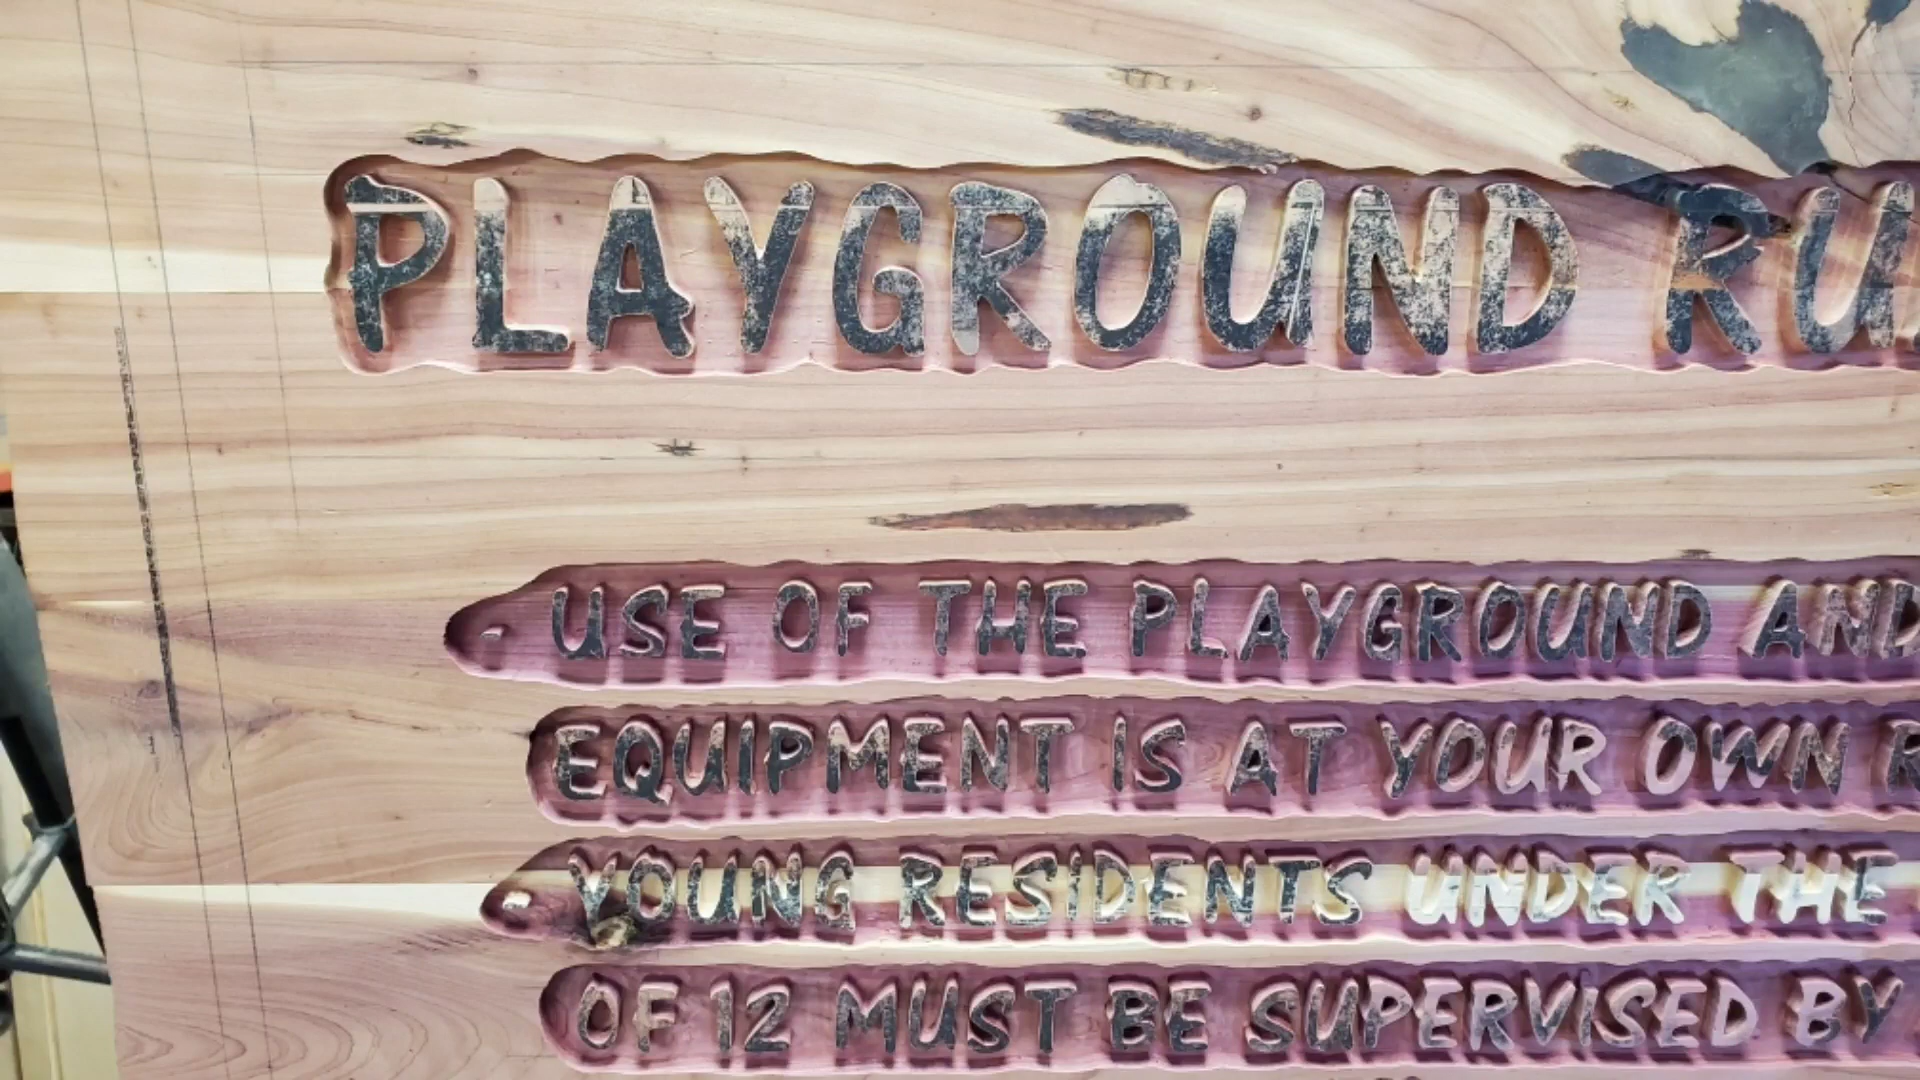 PLAYGROUND RU
- USE OF THE PLAYGROUND AND
EQUIPMENT IS AT YOUR OWN R
- YOUNG RESIDENTS UNDER THE
OF 12 MUST BE SUPERVISED BY